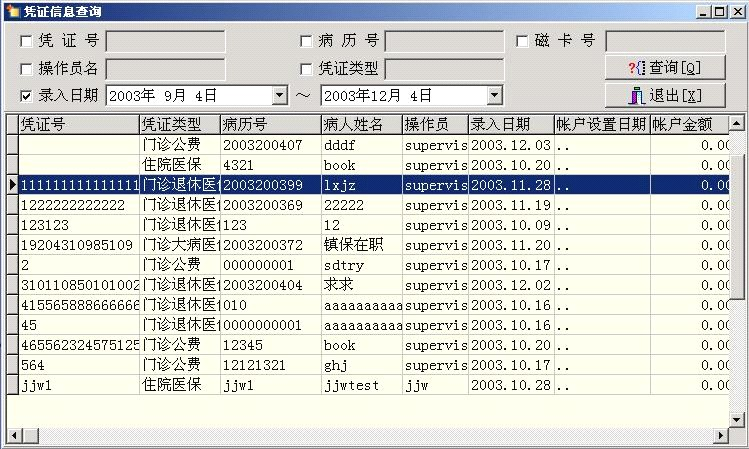 凭证信息查询
凭 证 号 病 历 号 磁 卡 号
操作员名 凭证类型 查询[Q]
录入日期 2003年 9月 4日 ～ 2003年12月 4日 退出[X]
凭证号 凭证类型 病历号 病人姓名 操作员 录入日期 帐户设置日期 帐户金额
门诊公费 2003200407 dddf supervis 2003.12.03 .. 0.00
住院医保 4321 book supervis 2003.10.20 .. 0.00
111111111111111 门诊退休医 2003200399 lxjz supervis 2003.11.28 .. 0.00
1222222222222 门诊退休医 2003200369 22222 supervis 2003.11.19 .. 0.00
123123 门诊退休医 123 12 supervis 2003.10.09 .. 0.00
19204310985109 门诊大病医 2003200372 镇保在职 supervis 2003.11.20 .. 0.00
2 门诊公费 000000001 sdtry supervis 2003.10.17 .. 0.00
310110850101002 门诊退休医 2003200404 求求 supervis 2003.12.02 .. 0.00
415565888666666 门诊退休医 010 aaaaaaaaaa supervis 2003.10.16 .. 0.00
45 门诊退休医 0000000001 aaaaaaaaaa supervis 2003.10.16 .. 0.00
465562324575125 门诊公费 12345 book supervis 2003.10.20 .. 0.00
564 门诊公费 12121321 ghj supervis 2003.10.17 .. 0.00
jjw1 住院医保 jjw1 jjwtest jjw 2003.10.28 .. 0.00